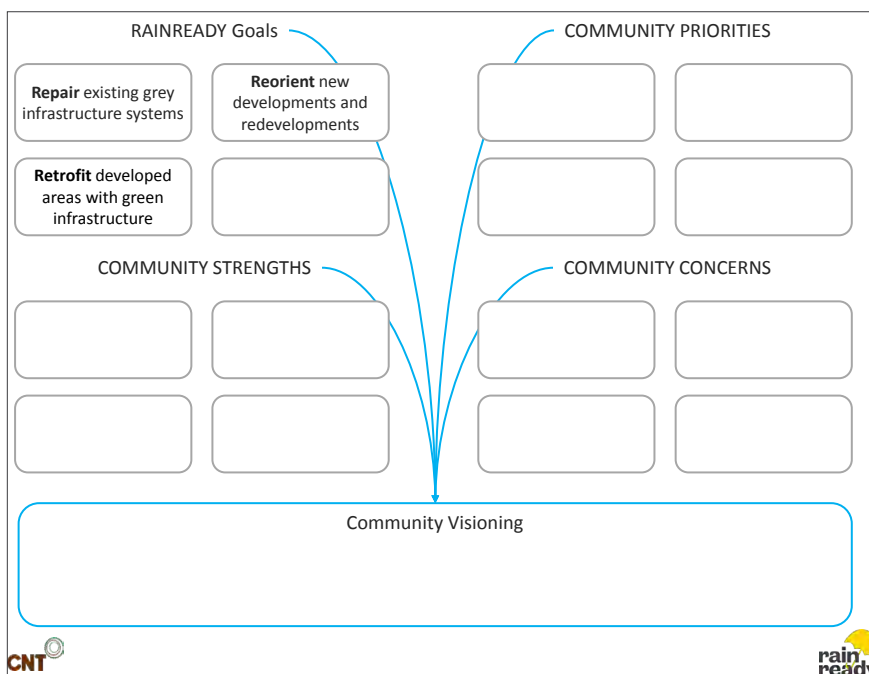 RAINREADY Goals
COMMUNITY PRIORITIES
Repair existing grey
infrastructure systems
Reorient new
developments and
redevelopments
Retrofit developed
areas with green
infrastructure
COMMUNITY STRENGTHS
COMMUNITY CONCERNS
Community Visioning
CNT
rain
ready